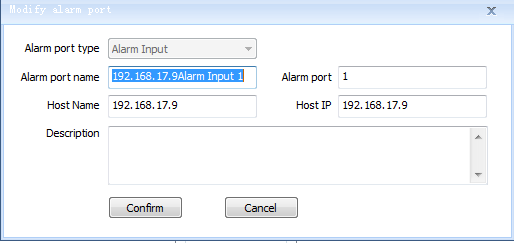 Modify alarm port
Alarm port type Alarm Input
Alarm port name 192.168.17.9Alarm Input 1 Alarm port 1
Host Name 192.168.17.9 Host IP 192.168.17.9
Description
Confirm Cancel